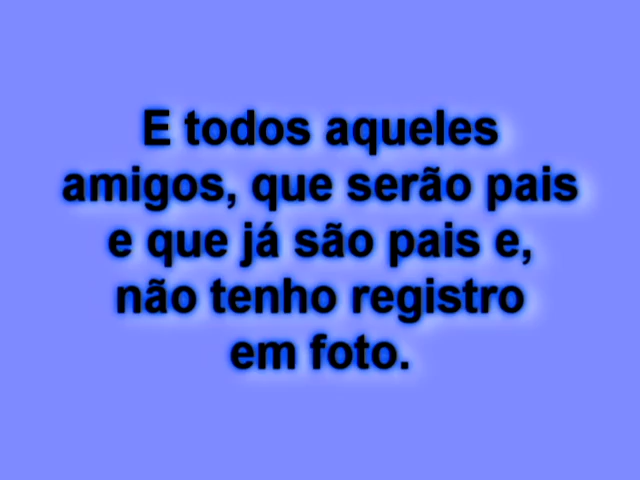 E todos aqueles
amigos, que serão pais
e que já são pais e,
não tenho registro
em foto.